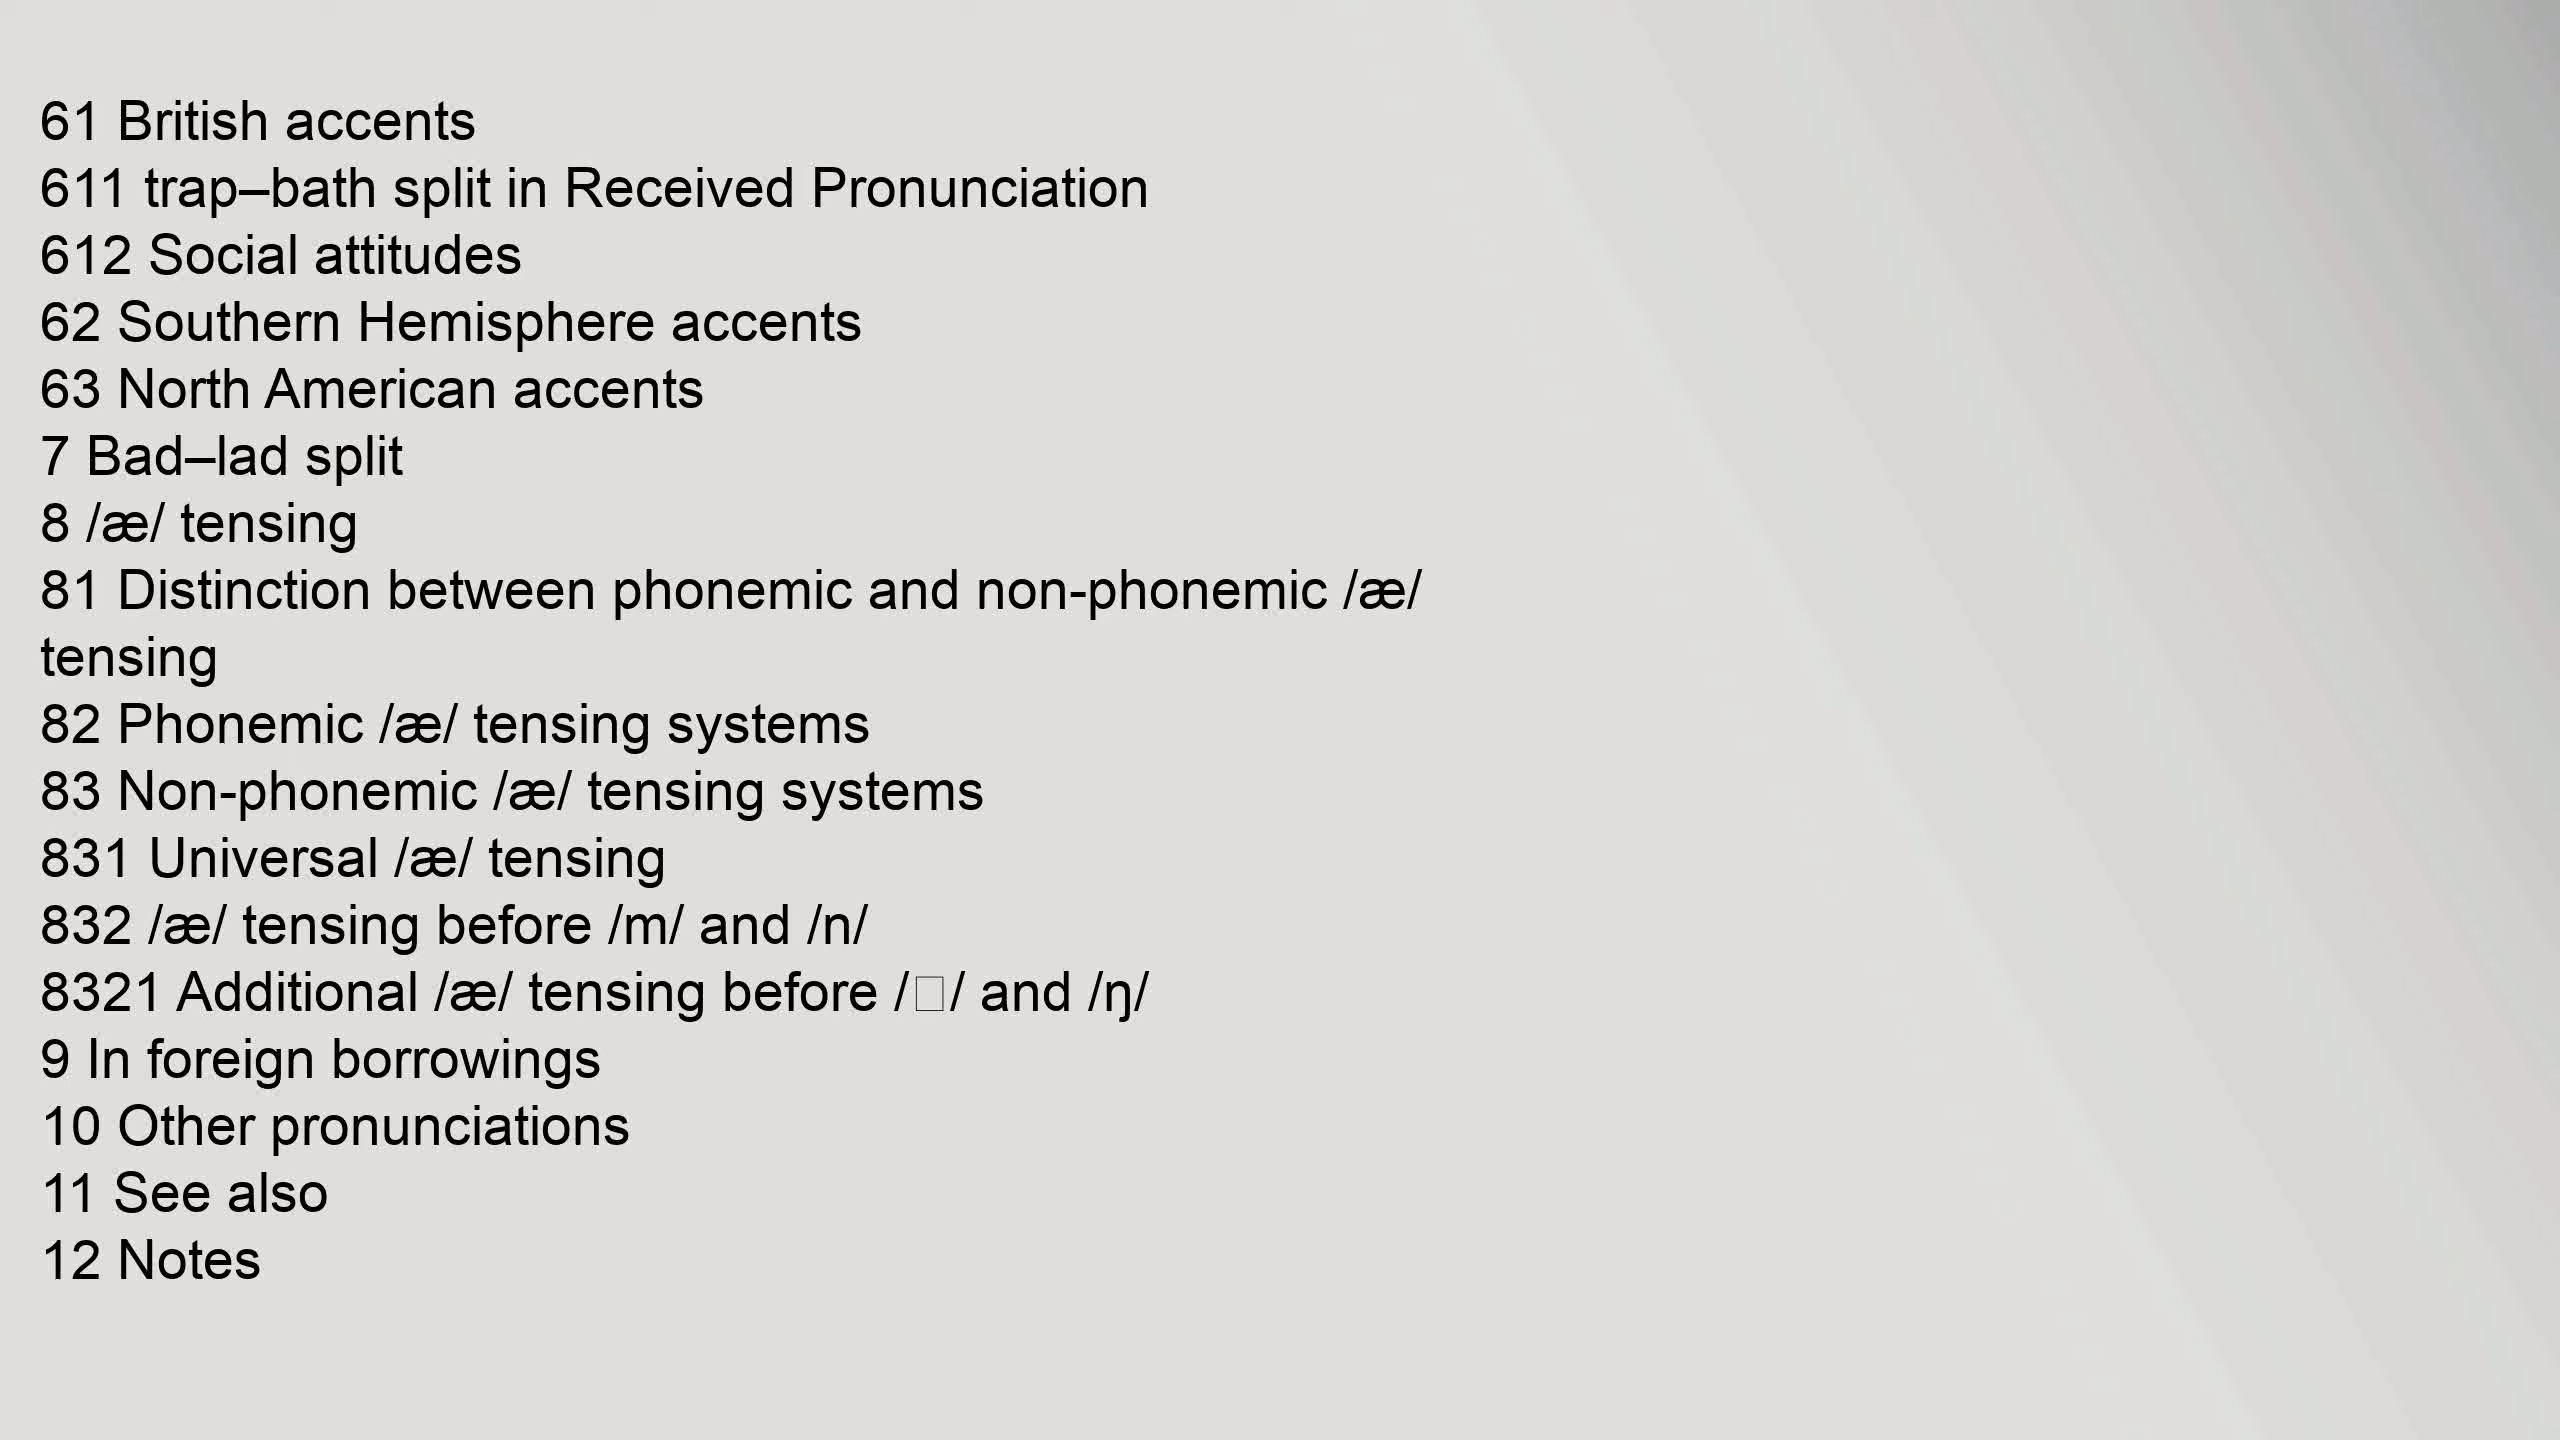 61 British accents
611 trap–bath split in Received Pronunciation
612 Social attitudes
62 Southern Hemisphere accents
63 North American accents
7 Bad–lad split
8 /æ/ tensing
81 Distinction between phonemic and non-phonemic /æ/
tensing
82 Phonemic /æ/ tensing systems
83 Non-phonemic /æ/ tensing systems
831 Universal /æ/ tensing
832 /æ/ tensing before /m/ and /n/
8321 Additional /æ/ tensing before /□/ and /ŋ/
9 In foreign borrowings
10 Other pronunciations
11 See also
12 Notes